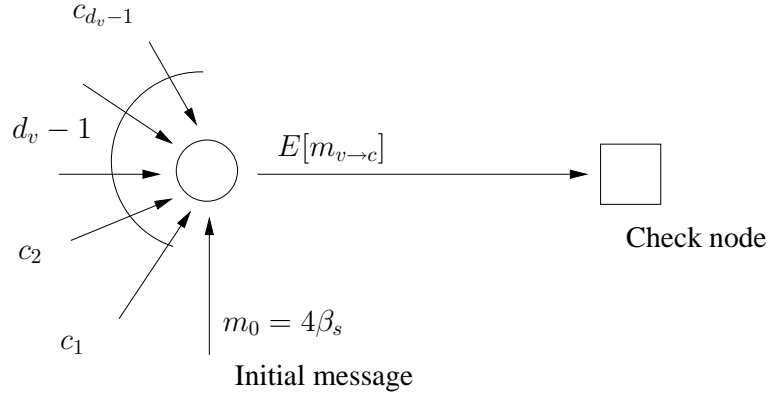 c_{d_v-1}
d_v − 1
E[m_{v→c}]
c_2
Check node
m_0 = 4β_s
c_1
Initial message